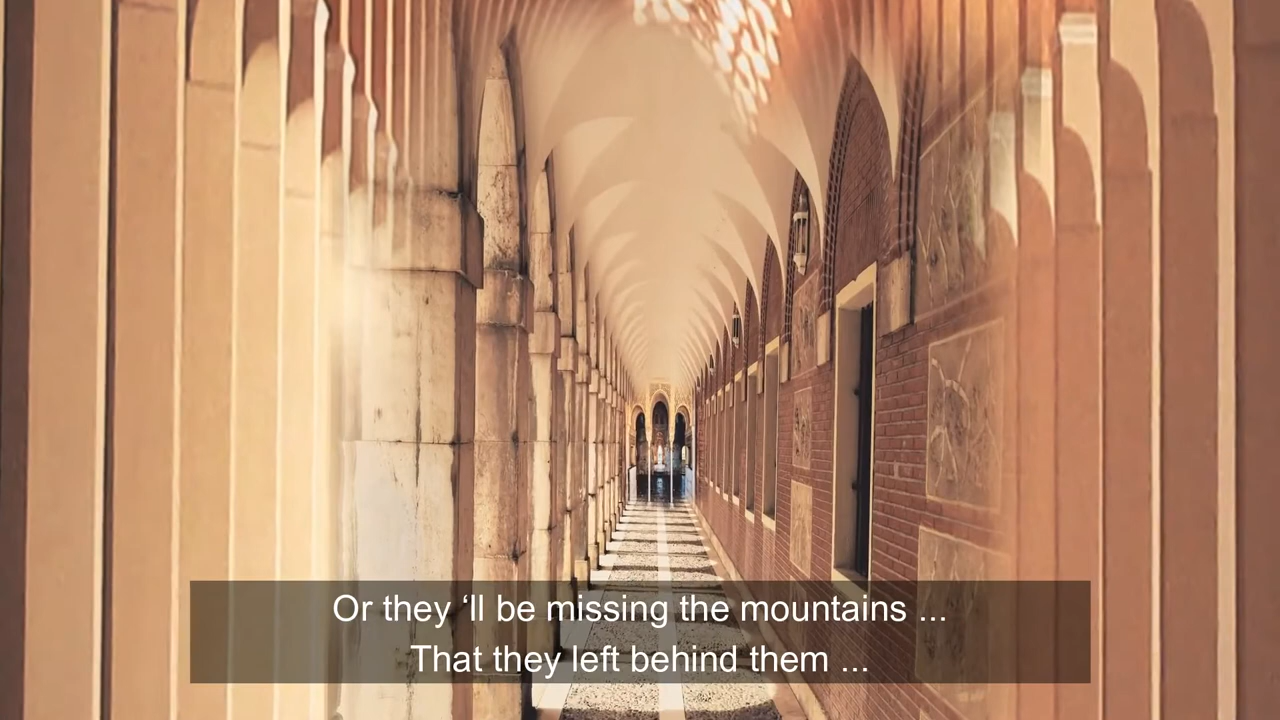 Or they ‘ll be missing the mountains ...
That they left behind them ...